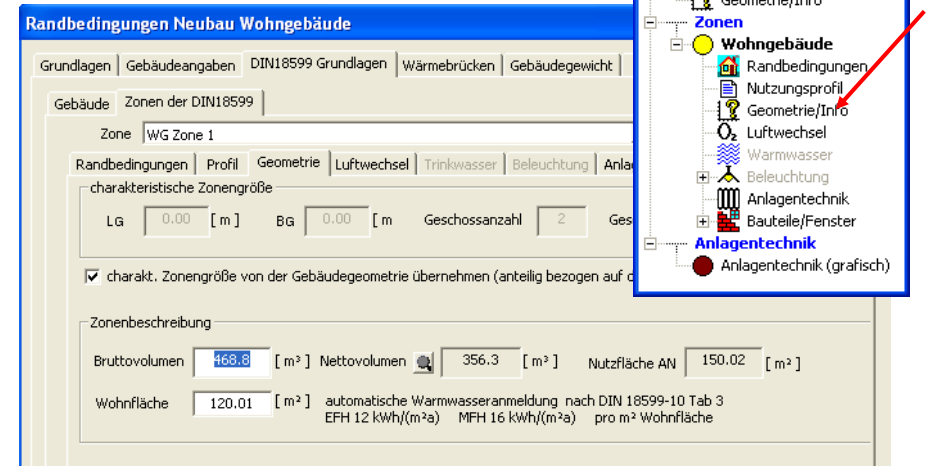 Geometrie/Info
Randbedingungen Neubau Wohngebäude
Zonen
Wohngebäude
Randbedingungen
Nutzungsprofil
Geometrie/Info
O₂ Luftwechsel
Warmwasser
Beleuchtung
Anlagentechnik
Bauteile/Fenster
Anlagentechnik
Anlagentechnik (grafisch)
Grundlagen Gebäudeangaben DIN18599 Grundlagen Wärmebrücken Gebäudegewicht
Gebäude Zonen der DIN18599
Zone WG Zone 1
Randbedingungen Profil Geometrie Luftwechsel Trinkwasser Beleuchtung
charakteristische Zonengröße
LG 0.00 [ m ] BG 0.00 [ m Geschossanzahl 2
charakt. Zonengröße von der Gebäudegeometrie übernehmen (anteilig bezogen auf
Zonenbeschreibung
Bruttovolumen 468.8 [ m³ ] Nettovolumen 356.3 [ m³ ] Nutzfläche AN 150.02 [ m² ]
Wohnfläche 120.01 [ m² ] automatische Warmwasseranmeldung nach DIN 18599-10 Tab 3
EFH 12 kWh/(m²a) MFH 16 kWh/(m²a) pro m² Wohnfläche